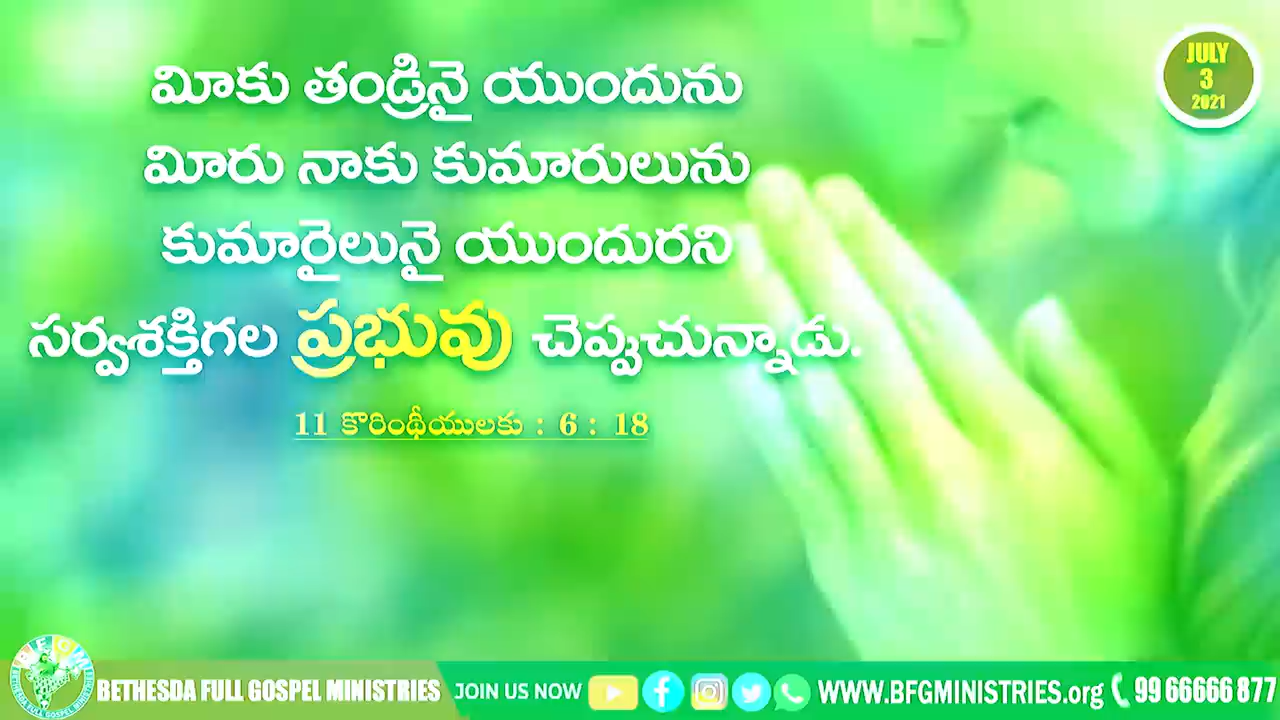 మీకు తండ్రినై యుందును
మీరు నాకు కుమారులును
కుమార్తెలునై యుందురని
సర్వశక్తిగల ప్రభువు చెప్పుచున్నాడు.
11 కొరింథీయులకు : 6 : 18
JULY
3
2021
BETHESDA FULL GOSPEL MINISTRIES JOIN US NOW WWW.BFGMINISTRIES.org 99 66666 877